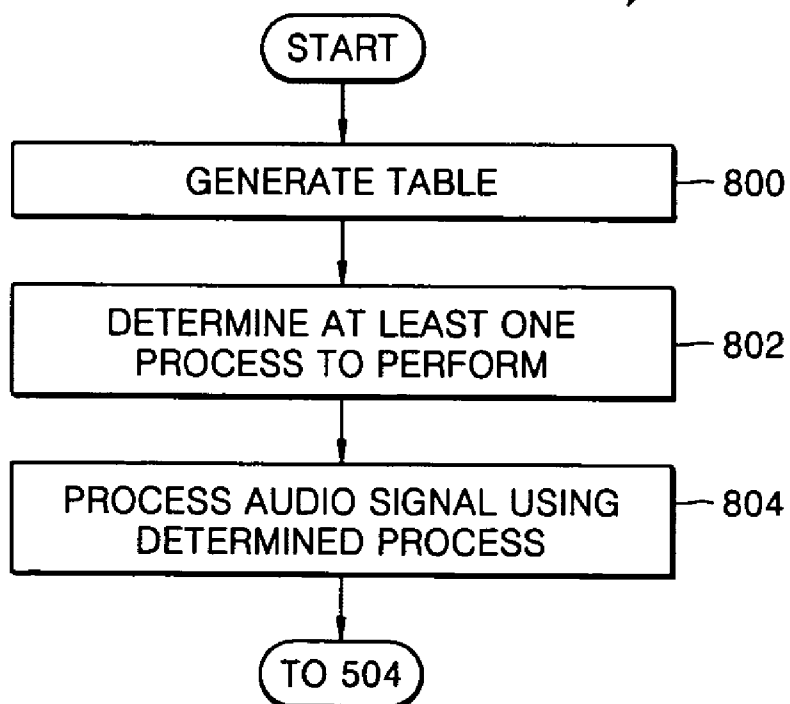 START
GENERATE TABLE
800
DETERMINE AT LEAST ONE
PROCESS TO PERFORM
802
PROCESS AUDIO SIGNAL USING
DETERMINED PROCESS
804
TO 504